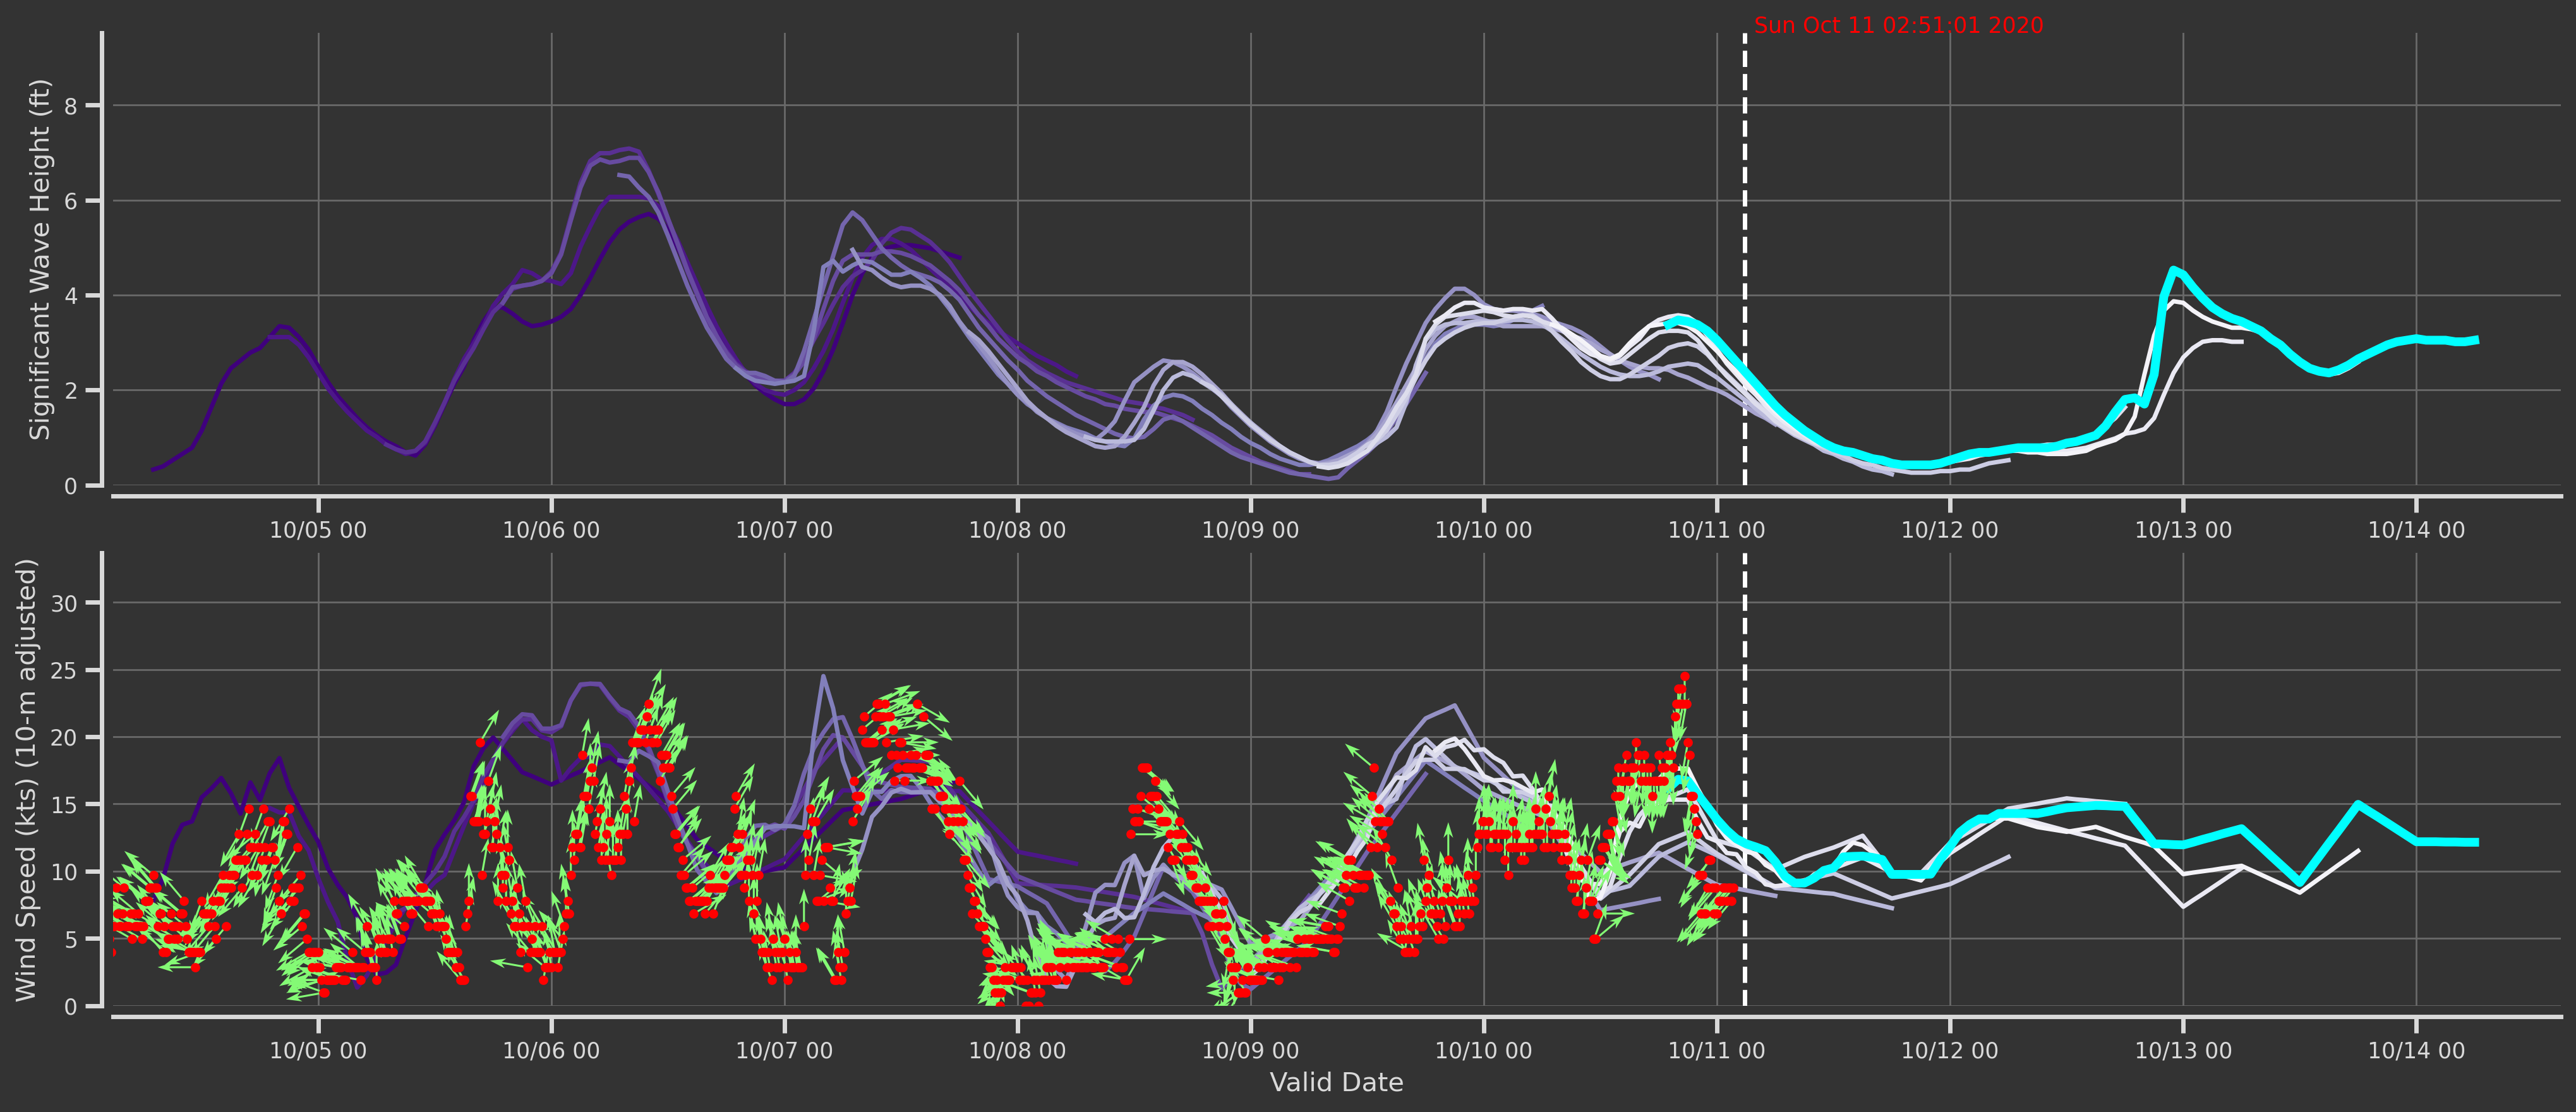 Sun Oct 11 02:51:01 2020
Significant Wave Height (ft)
8
6
4
2
0
10/05 00 10/06 00 10/07 00 10/08 00 10/09 00 10/10 00 10/11 00 10/12 00 10/13 00 10/14 00
Wind Speed (kts) (10-m adjusted)
30
25
20
15
10
5
0
10/05 00 10/06 00 10/07 00 10/08 00 10/09 00 10/10 00 10/11 00 10/12 00 10/13 00 10/14 00
Valid Date